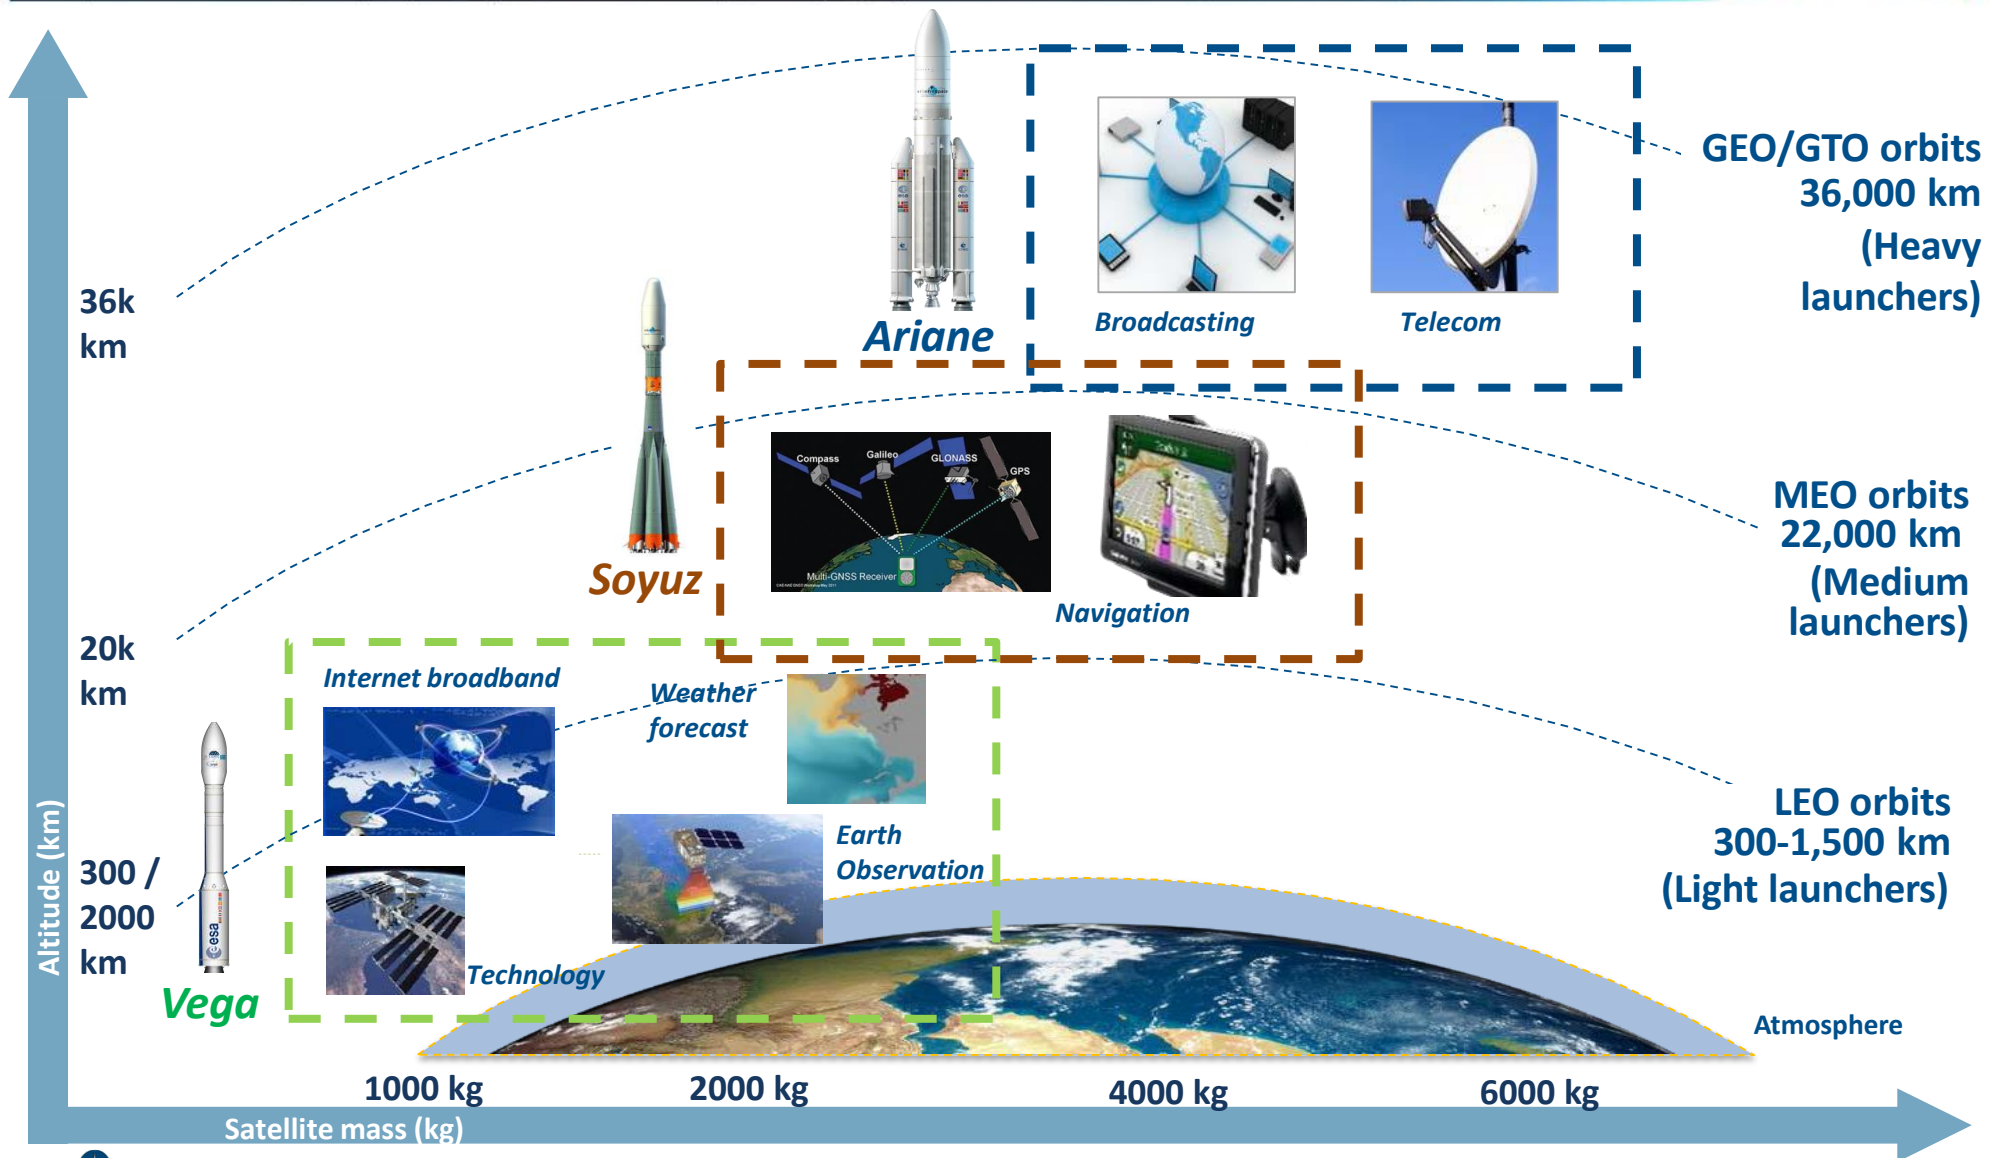 GEO/GTO orbits
36,000 km
(Heavy
launchers)
36k
km
Ariane
Broadcasting
Telecom
Compass
Galileo
GLONASS
GPS
Multi-GNSS Receiver
MEO orbits
22,000 km
(Medium
launchers)
Soyuz
Navigation
20k
km
Internet broadband
Weather
forecast
LEO orbits
300-1,500 km
(Light launchers)
Earth
Observation
300 /
2000
km
Altitude (km)
esa
Technology
Vega
Atmosphere
1000 kg
2000 kg
4000 kg
6000 kg
Satellite mass (kg)